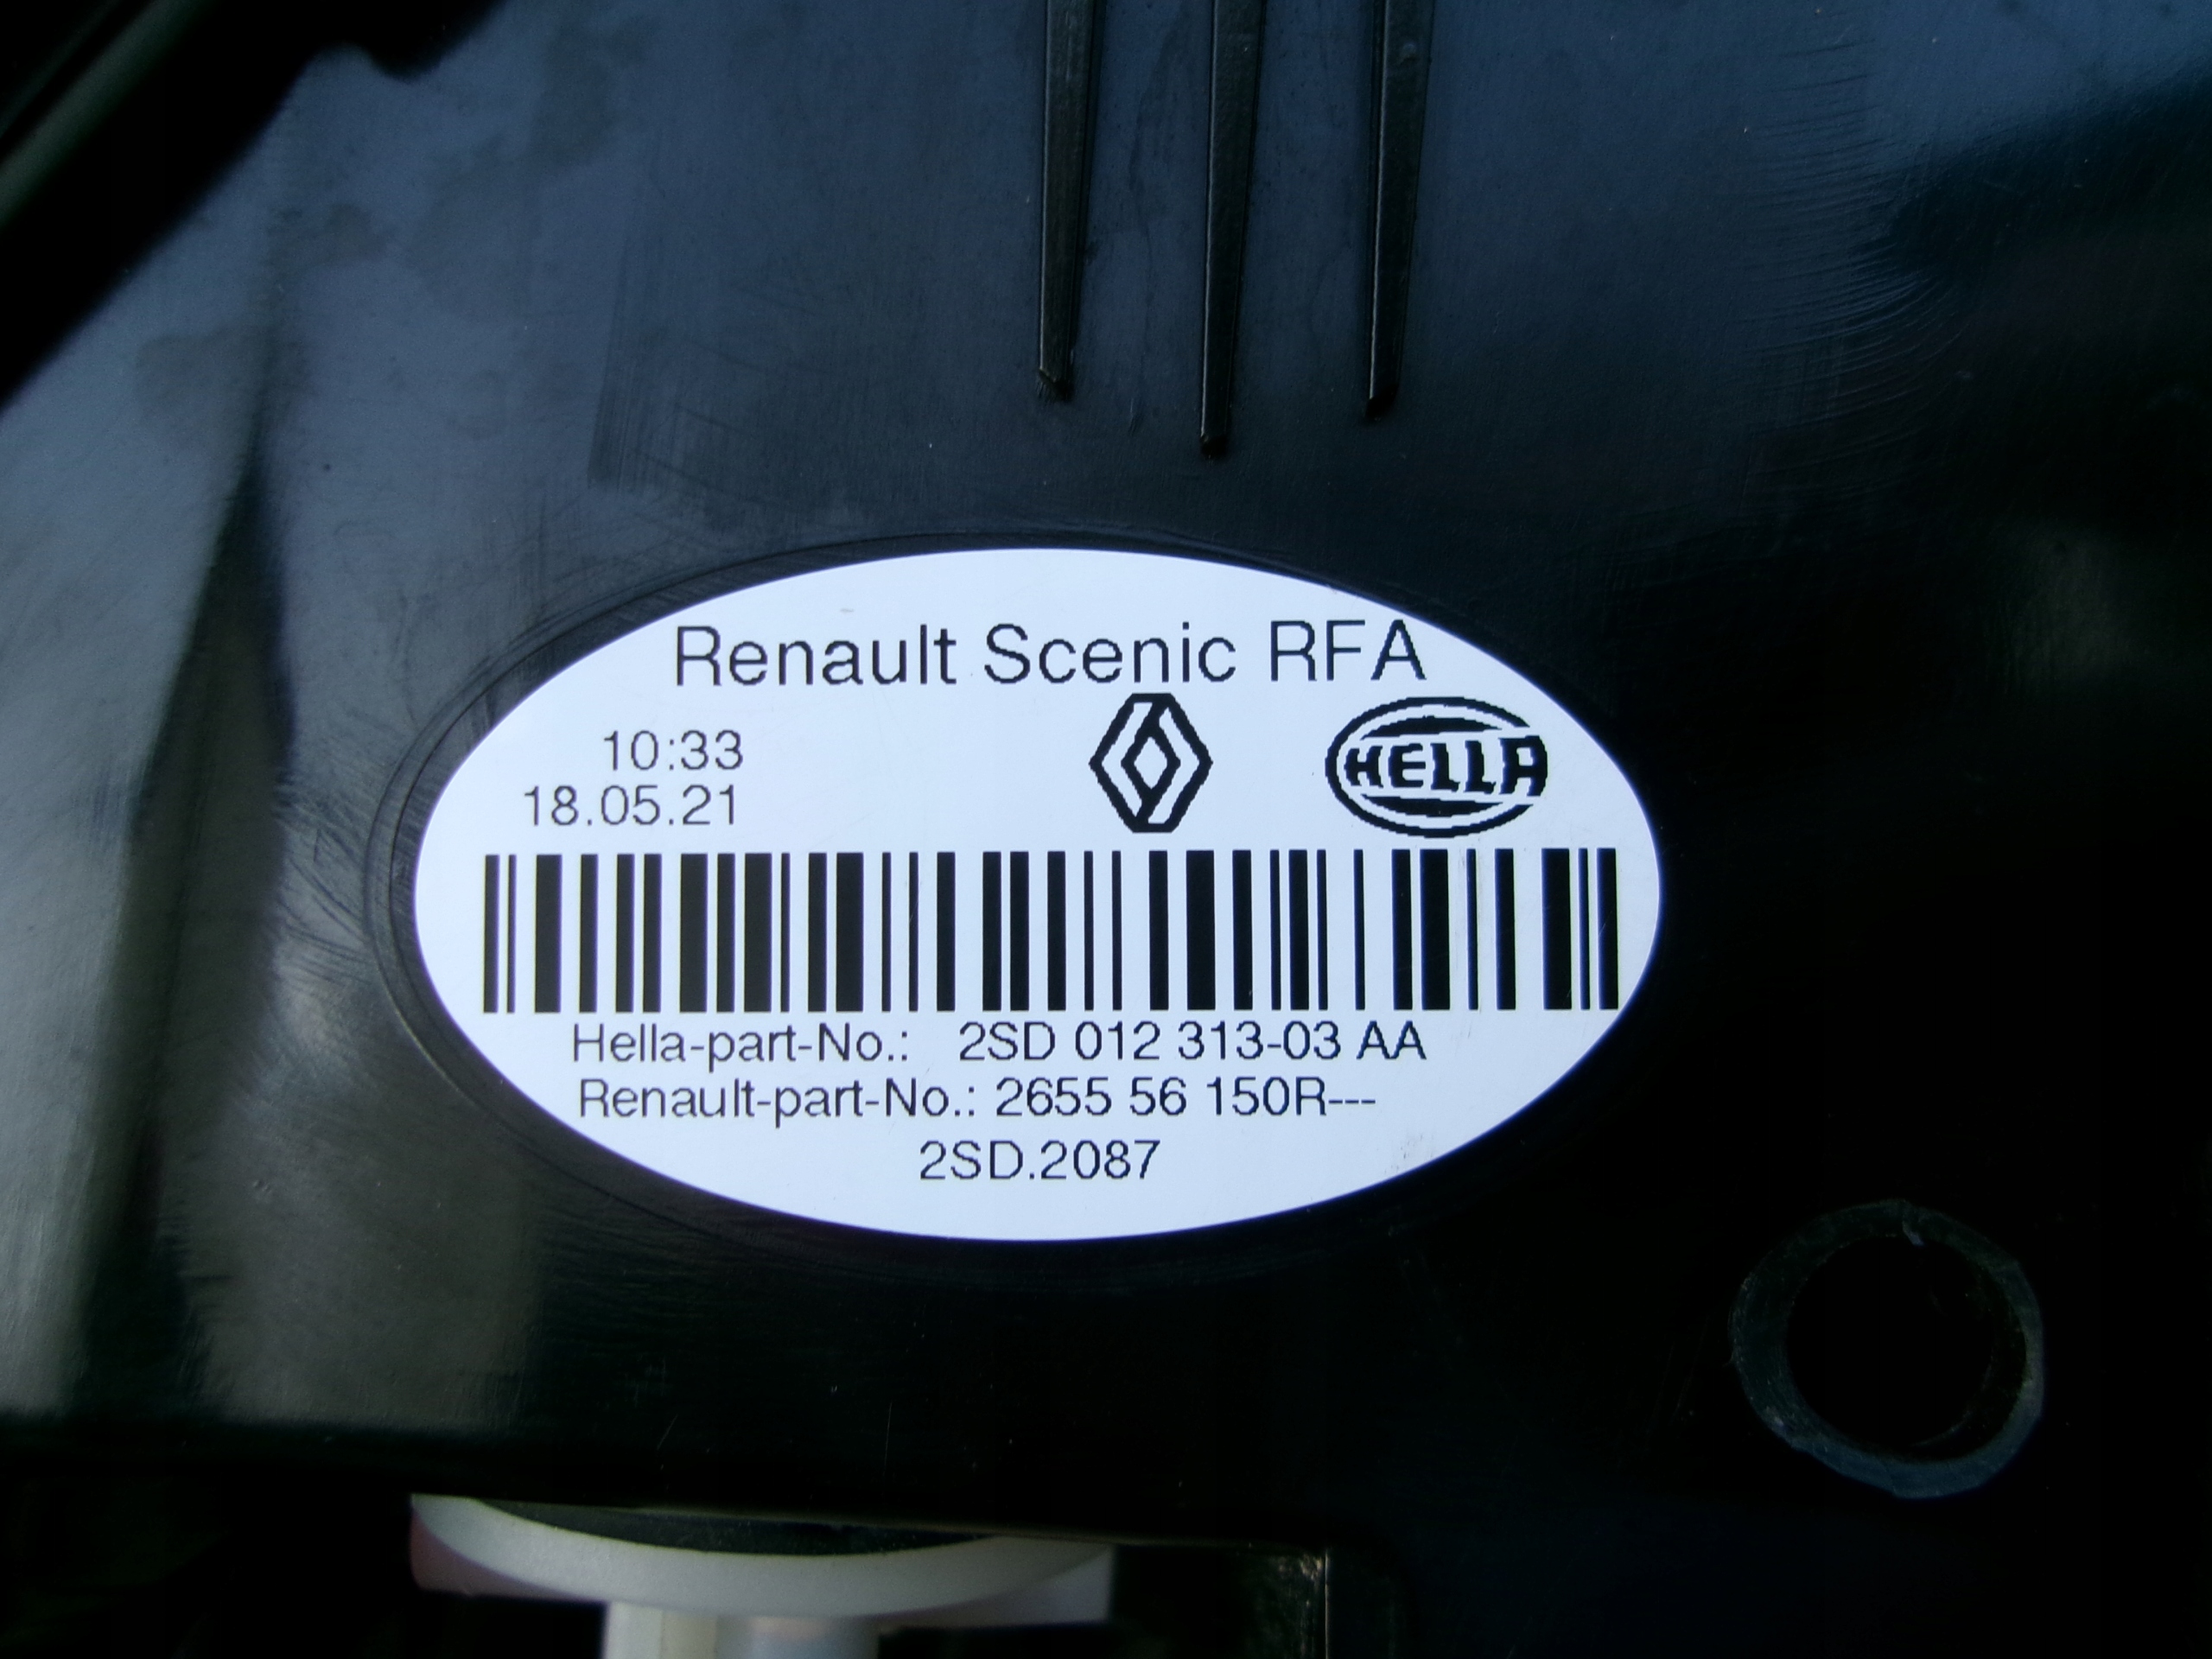 Renault Scenic RFA
10:33
18.05.21
HELLA
Hella-part-No.: 2SD 012 313-03 AA
Renault-part-No.: 2655 56 150R---
2SD.2087